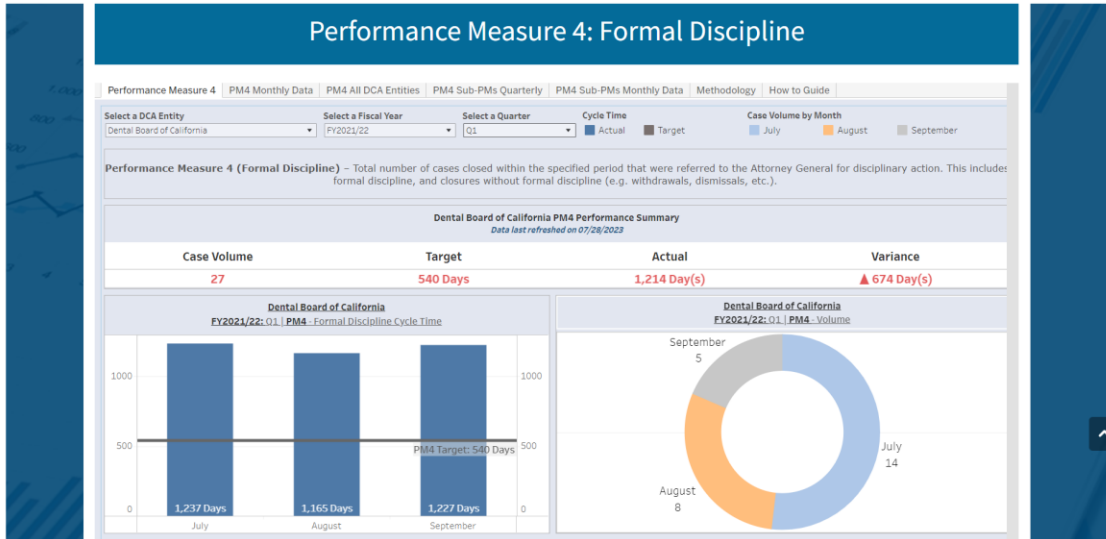 Performance Measure 4: Formal Discipline
Performance Measure 4
PM4 Monthly Data
PM4 All DCA Entities
PM4 Sub-PMs Quarterly
PM4 Sub-PMs Monthly Data
Methodology
How to Guide
Select a DCA Entity
Dental Board of California
Select a Fiscal Year
FY2021/22
Select a Quarter
Q1
Cycle Time
Actual
Target
Case Volume by Month
July
August
September
Performance Measure 4 (Formal Discipline) – Total number of cases closed within the specified period that were referred to the Attorney General for disciplinary action. This includes
formal discipline, and closures without formal discipline (e.g. withdrawals, dismissals, etc.).
Dental Board of California PM4 Performance Summary
Data last refreshed on 07/28/2023
Case Volume
Target
Actual
Variance
27
540 Days
1,214 Day(s)
▲ 674 Day(s)
Dental Board of California
FY2021/22: Q1 | PM4 - Formal Discipline Cycle Time
1000
500
0
1000
500
0
PM4 Target: 540 Days
1,237 Days
1,165 Days
1,227 Days
July
August
September
Dental Board of California
FY2021/22: Q1 | PM4 - Volume
September
5
July
14
August
8